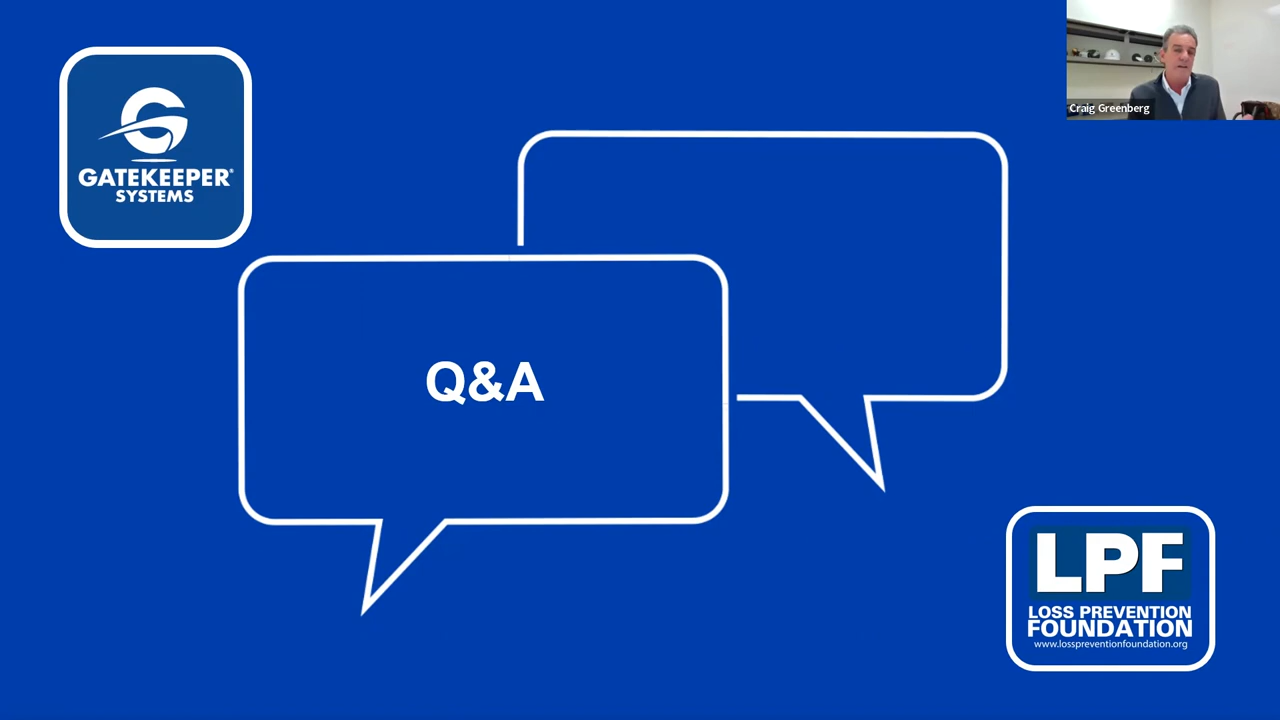 GATEKEEPER®
SYSTEMS
Craig Greenberg
Q&A
LPF
LOSS PREVENTION
FOUNDATION
www.losspreventionfoundation.org